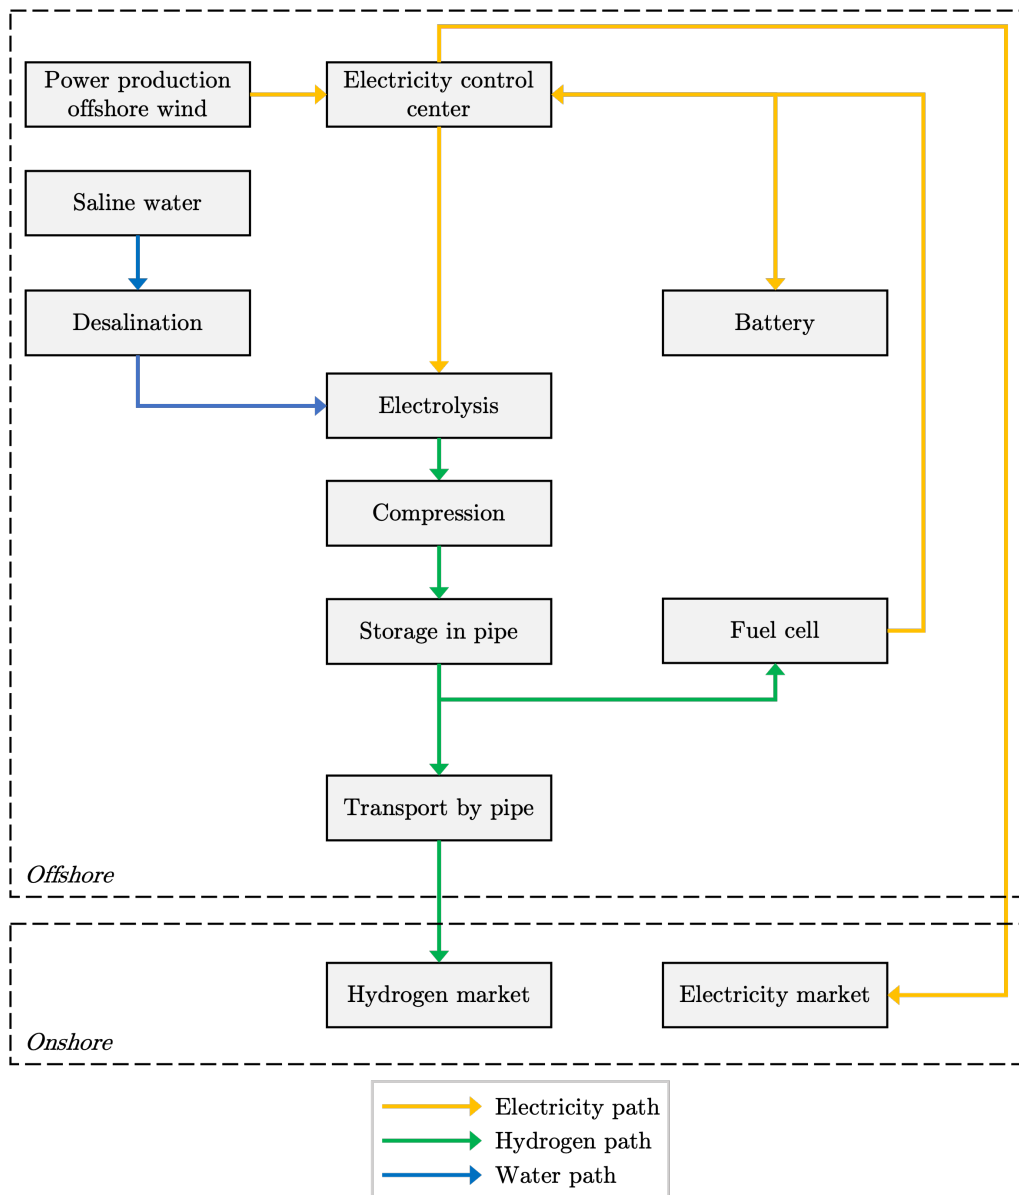 Power production
offshore wind
Electricity control
center
Saline water
Desalination
Battery
Electrolysis
Compression
Storage in pipe
Fuel cell
Transport by pipe
Offshore
Hydrogen market
Electricity market
Onshore
Electricity path
Hydrogen path
Water path